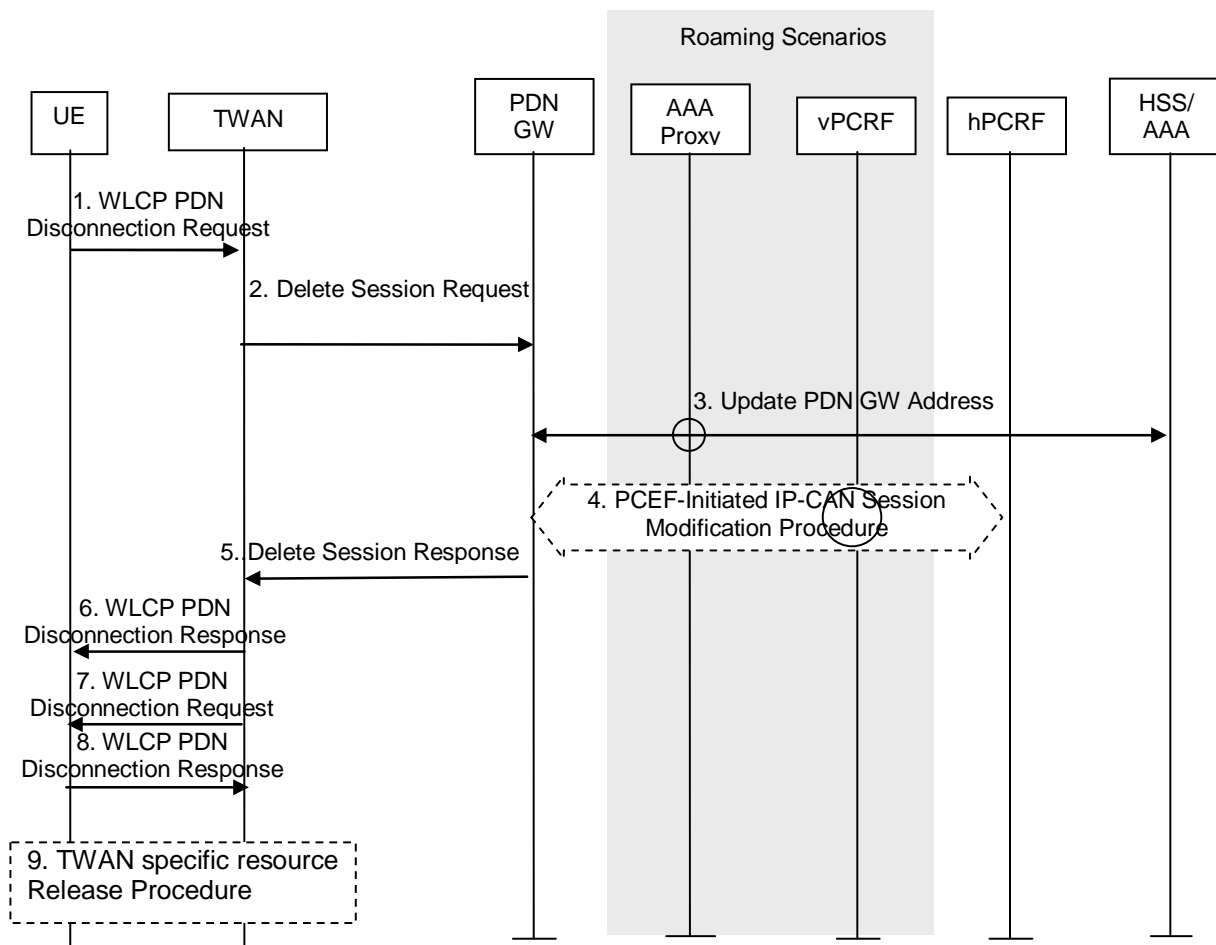 Roaming Scenarios
UE
TWAN
PDN
GW
AAA
Proxy
vPCRF
hPCRF
HSS/
AAA
1. WLCP PDN
Disconnection Request
2. Delete Session Request
3. Update PDN GW Address
4. PCEF-Initiated IP-CAN Session
Modification Procedure
5. Delete Session Response
6. WLCP PDN
Disconnection Response
7. WLCP PDN
Disconnection Request
8. WLCP PDN
Disconnection Response
9. TWAN specific resource
Release Procedure